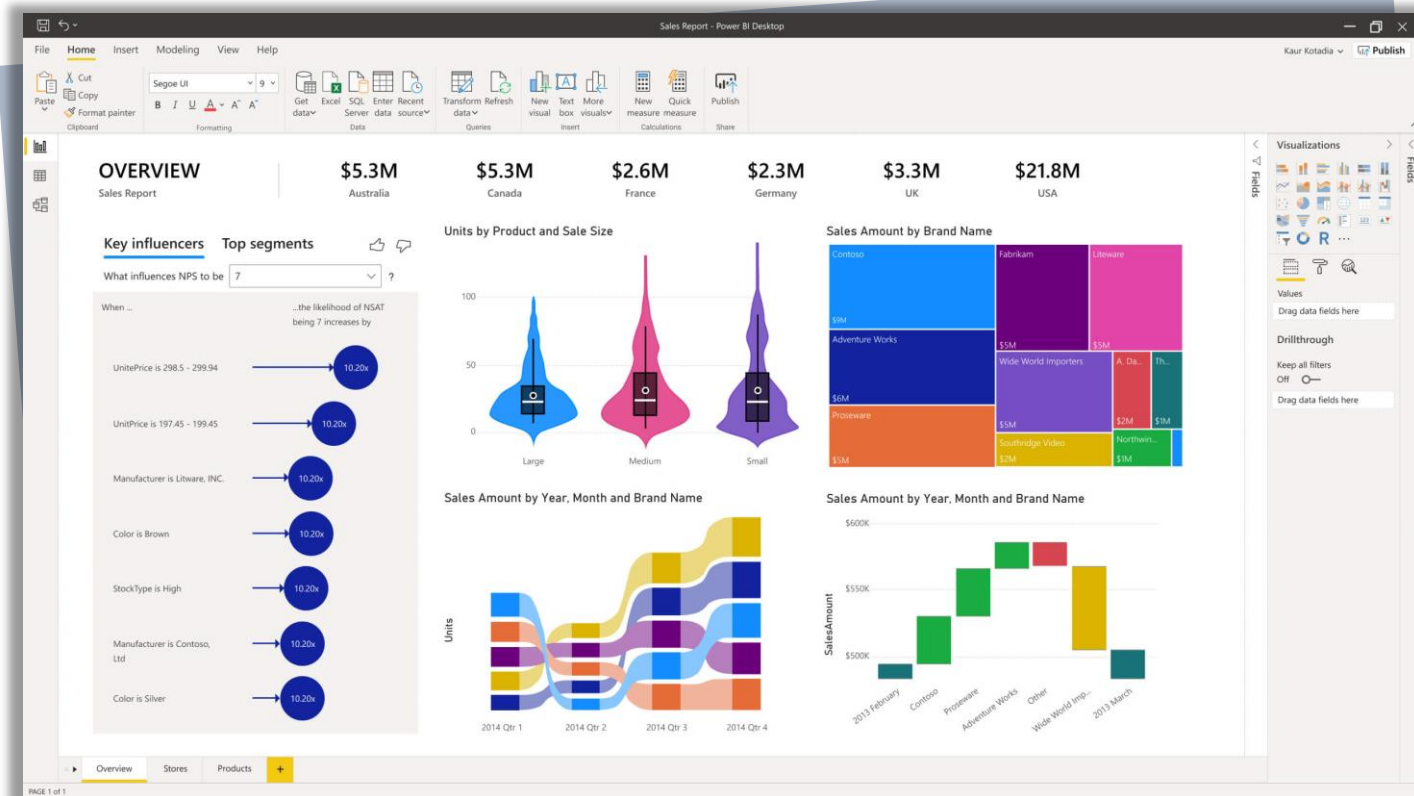 Sales Report - Power BI Desktop
File Home Insert Modeling View Help
Kaur Kotadia
Publish
Paste
Cut
Copy
Format painter
Clipboard
Segoe UI 9
B I U A A A
Formatting
Get data
Excel
SQL Server
Enter data
Recent source
Data
Transform data
Refresh
Queries
New visual
Text box
More visuals
Insert
New measure
Quick measure
Calculations
Publish
Share
OVERVIEW
Sales Report
$5.3M
Australia
$5.3M
Canada
$2.6M
France
$2.3M
Germany
$3.3M
UK
$21.8M
USA
Key influencers Top segments
What influences NPS to be 7 ?
When ...
...the likelihood of NSAT
being 7 increases by
UnitePrice is 298.5 - 299.94
10.20x
UnitPrice is 197.45 - 199.45
10.20x
Manufacturer is Litware, INC.
10.20x
Color is Brown
10.20x
StockType is High
10.20x
Manufacturer is Contoso,
Ltd
10.20x
Color is Silver
10.20x
Units by Product and Sale Size
100
50
0
Large Medium Small
Sales Amount by Brand Name
Contoso
$9M
Adventure Works
$6M
Proseware
$5M
Fabrikam
$5M
Liteware
$5M
Wide World Importers
$5M
A. Da...
$2M
Th...
$1M
Southridge Video
$2M
Northwin...
$1M
Sales Amount by Year, Month and Brand Name
Units
2014 Qtr 1 2014 Qtr 2 2014 Qtr 3 2014 Qtr 4
Sales Amount by Year, Month and Brand Name
SalesAmount
$600K
$550K
$500K
2013 February
Contoso
Proseware
Adventure Works
Other
Wide World Imp...
2013 March
Fields
Visualizations
R
Values
Drag data fields here
Drillthrough
Keep all filters
Off
Drag data fields here
Fields
Overview Stores Products +
PAGE 1 of 1